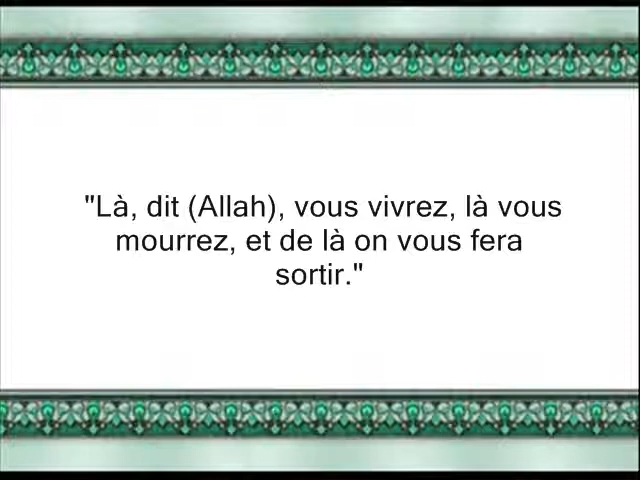 "Là, dit (Allah), vous vivrez, là vous
mourrez, et de là on vous fera
sortir."